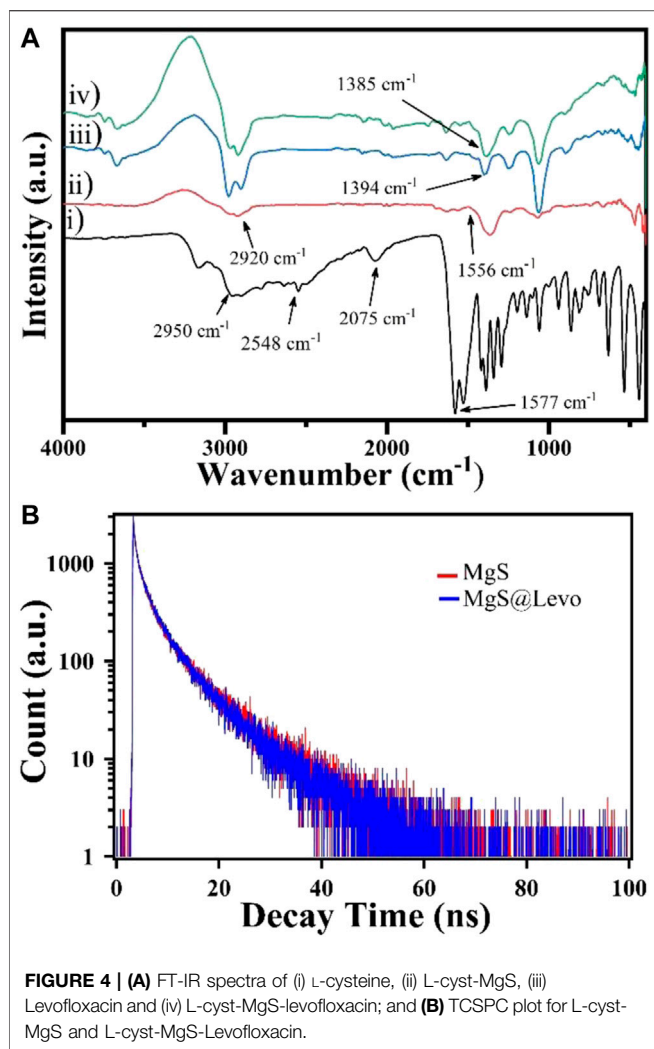 A
iv)
1385 cm⁻¹
iii)
1394 cm⁻¹
ii)
i)
2920 cm⁻¹
1556 cm⁻¹
2950 cm⁻¹
2548 cm⁻¹
2075 cm⁻¹
1577 cm⁻¹
Intensity (a.u.)
4000 3000 2000 1000
Wavenumber (cm⁻¹)
B
MgS
MgS@Levo
Count (a.u.)
1000
100
10
1
0 20 40 60 80 100
Decay Time (ns)
FIGURE 4 | (A) FT-IR spectra of (i) ʟ-cysteine, (ii) L-cyst-MgS, (iii)
Levofloxacin and (iv) L-cyst-MgS-levofloxacin; and (B) TCSPC plot for L-cyst-
MgS and L-cyst-MgS-Levofloxacin.